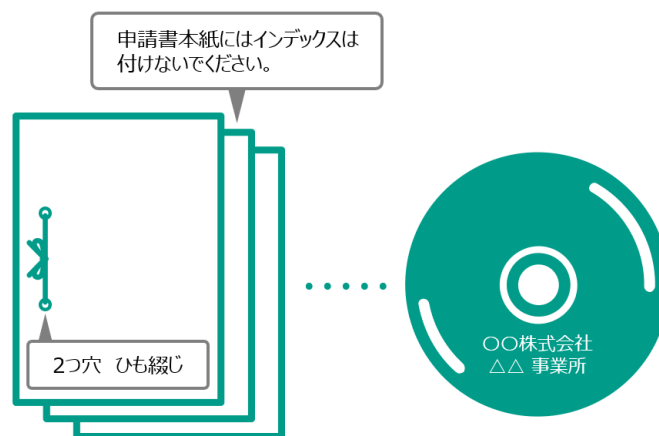 申請書本紙にはインデックスは
付けないでください。
2つ穴 ひも綴じ
〇〇株式会社
△△ 事業所